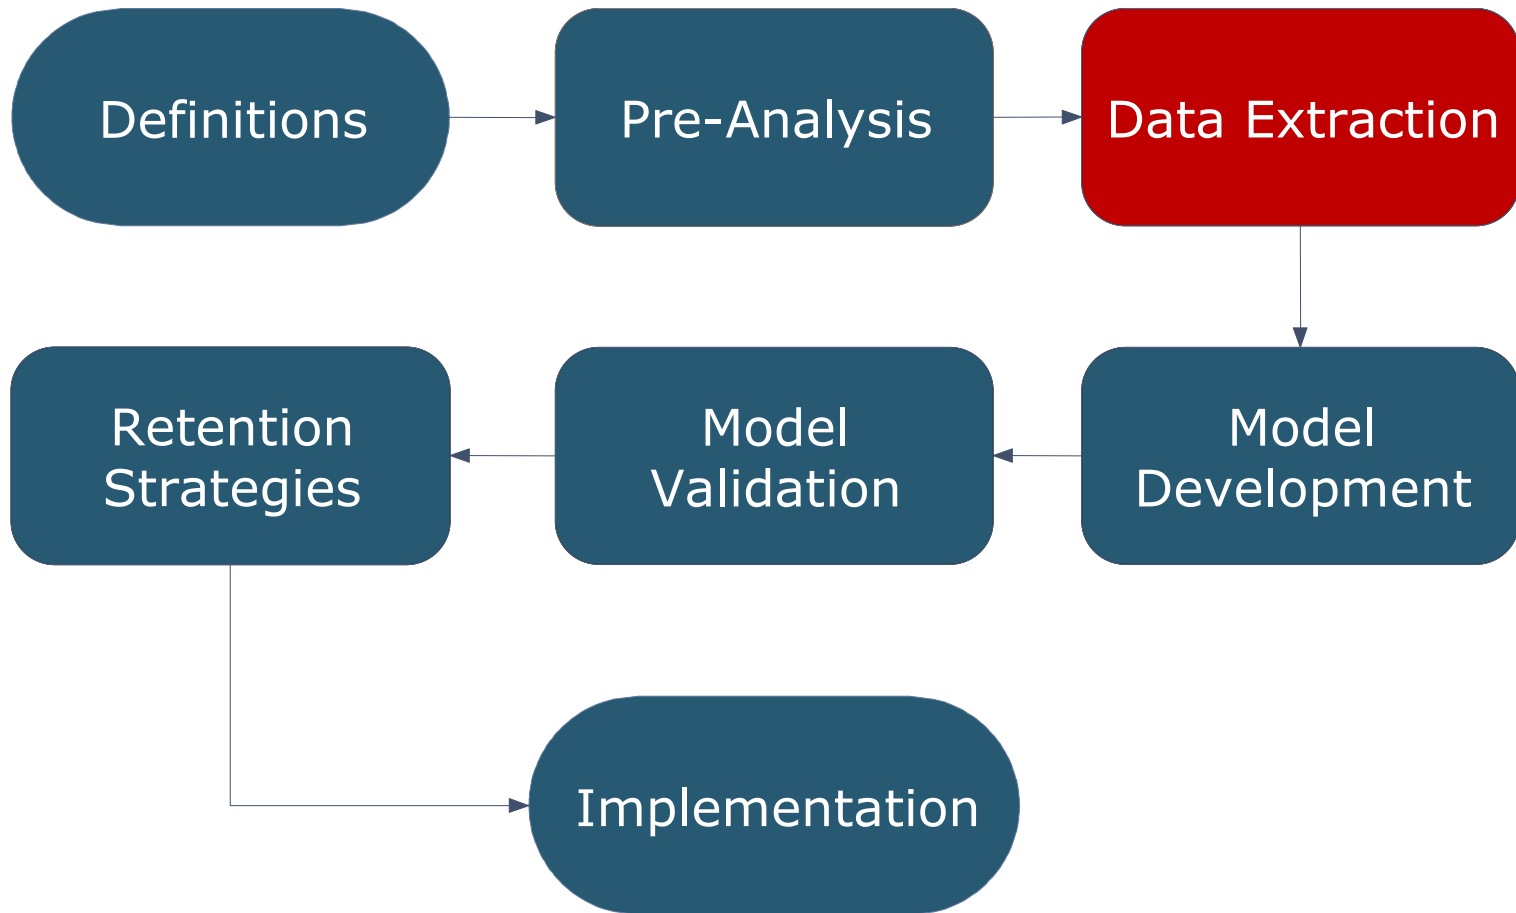 Definitions
Pre-Analysis
Data Extraction
Model
Development
Model
Validation
Retention
Strategies
Implementation